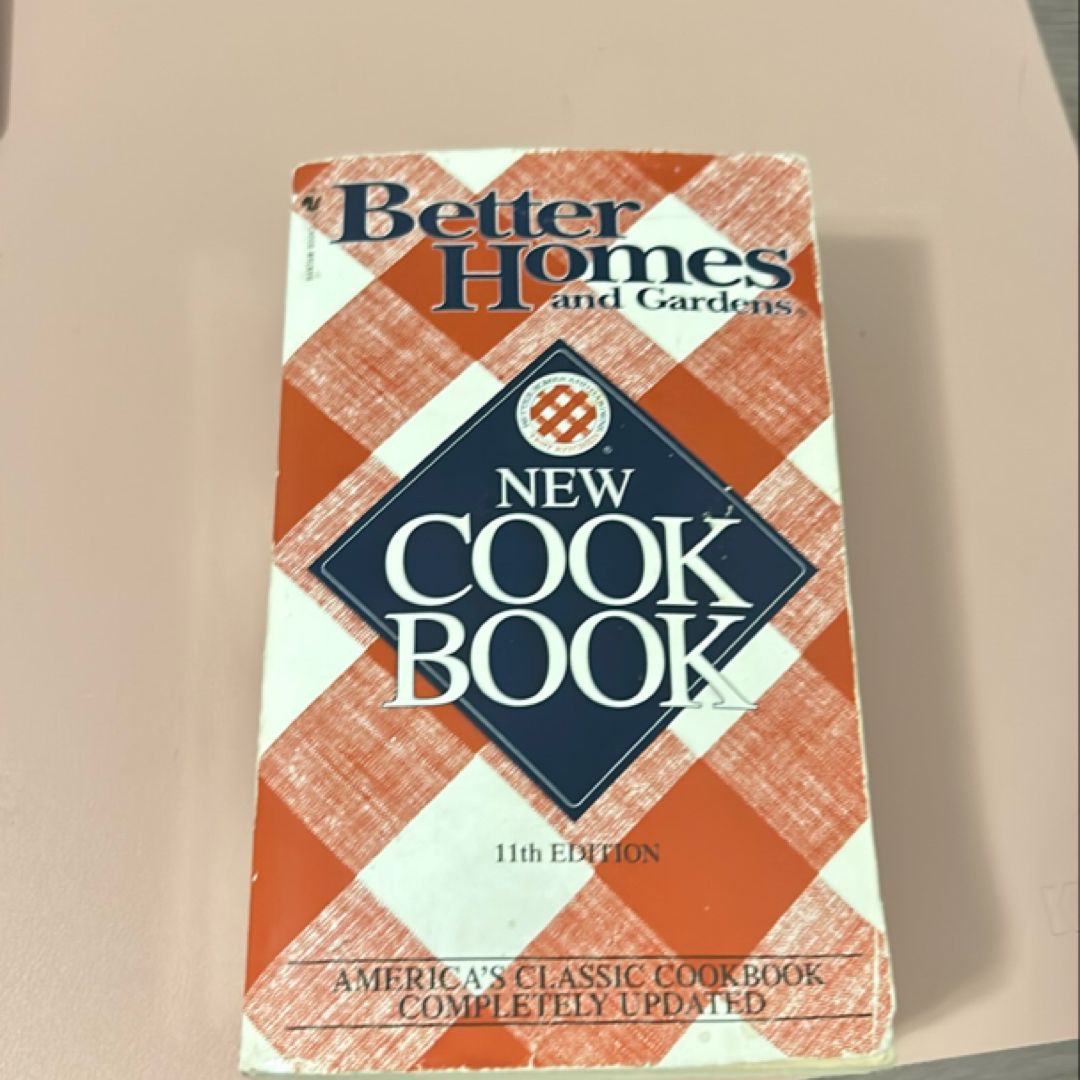 Better
Homes
and Gardens®
NEW
COOK
BOOK
11th EDITION
AMERICA'S CLASSIC COOKBOOK
COMPLETELY UPDATED